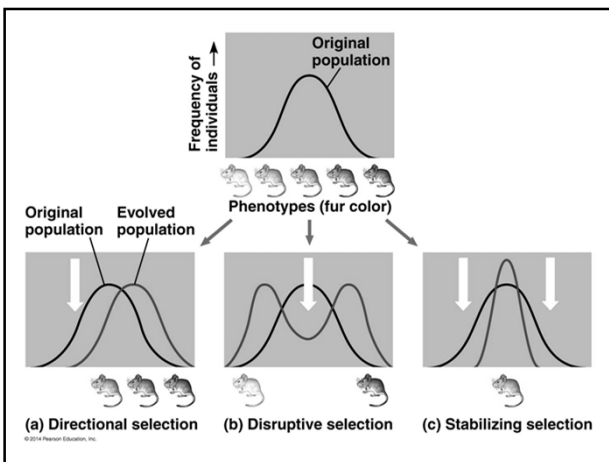 Original
population
Frequency of
individuals
Phenotypes (fur color)
Original
population
Evolved
population
(a) Directional selection
(b) Disruptive selection
(c) Stabilizing selection
© 2014 Pearson Education, Inc.